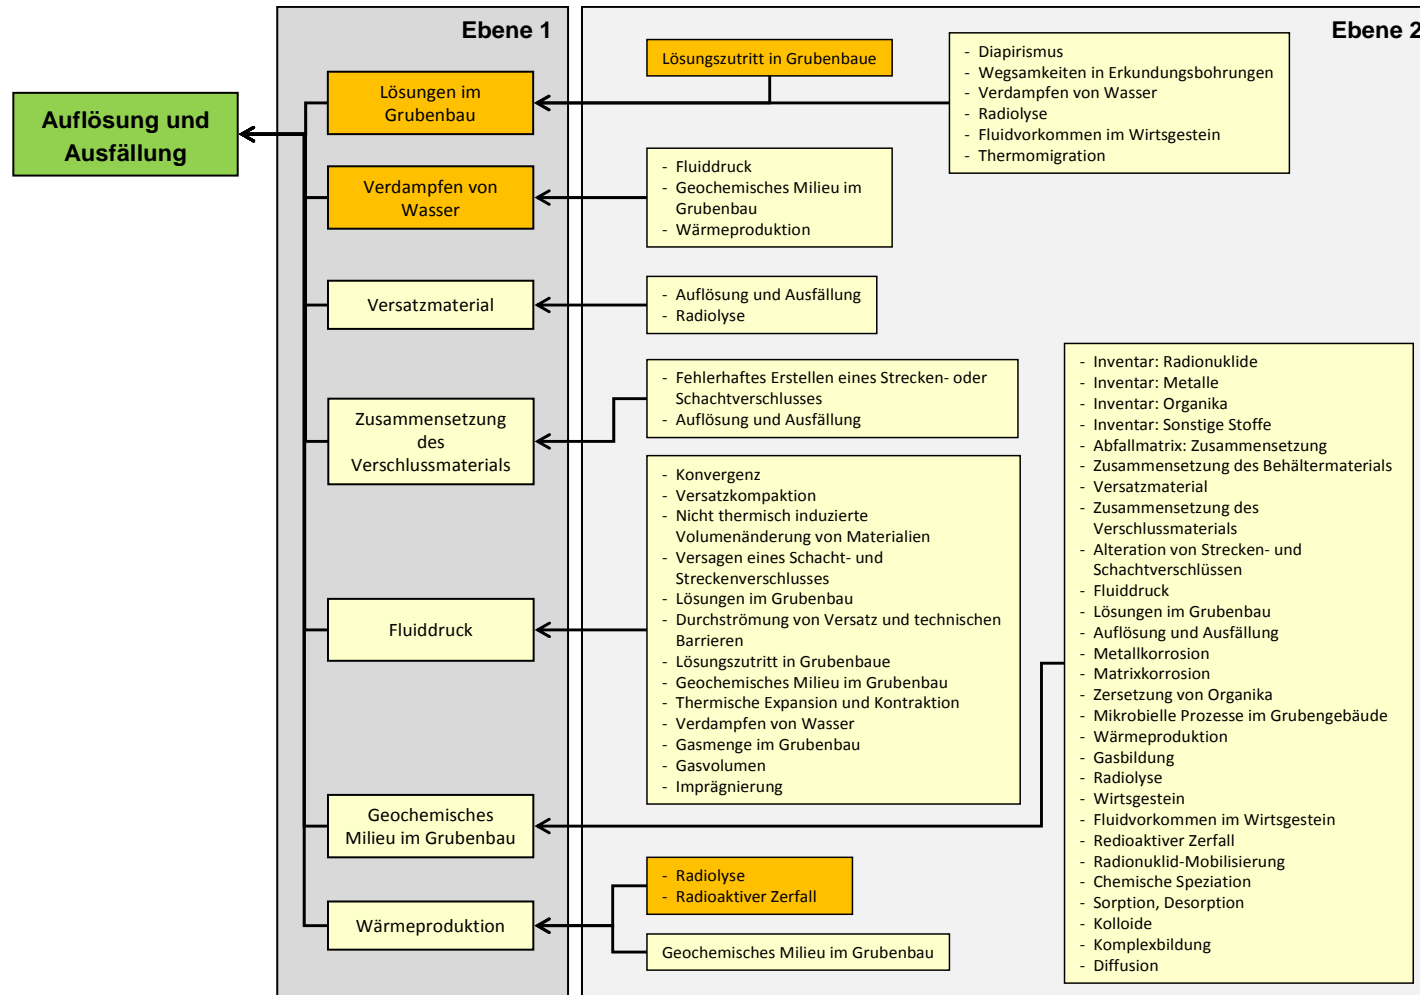 Ebene 1
Ebene 2
Auflösung und
Ausfällung
Lösungen im
Grubenbau
Lösungszutritt in Grubenbaue
- Diapirismus
- Wegsamkeiten in Erkundungsbohrungen
- Verdampfen von Wasser
- Radiolyse
- Fluidvorkommen im Wirtsgestein
- Thermomigration
Verdampfen von
Wasser
- Fluiddruck
- Geochemisches Milieu im
Grubenbau
- Wärmeproduktion
Versatzmaterial
- Auflösung und Ausfällung
- Radiolyse
Zusammensetzung
des
Verschlussmaterials
- Fehlerhaftes Erstellen eines Strecken- oder
Schachtverschlusses
- Auflösung und Ausfällung
Fluiddruck
- Konvergenz
- Versatzkompaktion
- Nicht thermisch induzierte
Volumenänderung von Materialien
- Versagen eines Schacht- und
Streckenverschlusses
- Lösungen im Grubenbau
- Durchströmung von Versatz und technischen
Barrieren
- Lösungszutritt in Grubenbaue
- Geochemisches Milieu im Grubenbau
- Thermische Expansion und Kontraktion
- Verdampfen von Wasser
- Gasmenge im Grubenbau
- Gasvolumen
- Imprägnierung
Geochemisches
Milieu im Grubenbau
- Inventar: Radionuklide
- Inventar: Metalle
- Inventar: Organika
- Inventar: Sonstige Stoffe
- Abfallmatrix: Zusammensetzung
- Zusammensetzung des Behältermaterials
- Versatzmaterial
- Zusammensetzung des
Verschlussmaterials
- Alteration von Strecken- und
Schachtverschlüssen
- Fluiddruck
- Lösungen im Grubenbau
- Auflösung und Ausfällung
- Metallkorrosion
- Matrixkorrosion
- Zersetzung von Organika
- Mikrobielle Prozesse im Grubengebäude
- Wärmeproduktion
- Gasbildung
- Radiolyse
- Wirtsgestein
- Fluidvorkommen im Wirtsgestein
- Redioaktiver Zerfall
- Radionuklid-Mobilisierung
- Chemische Speziation
- Sorption, Desorption
- Kolloide
- Komplexbildung
- Diffusion
Wärmeproduktion
- Radiolyse
- Radioaktiver Zerfall
Geochemisches Milieu im Grubenbau